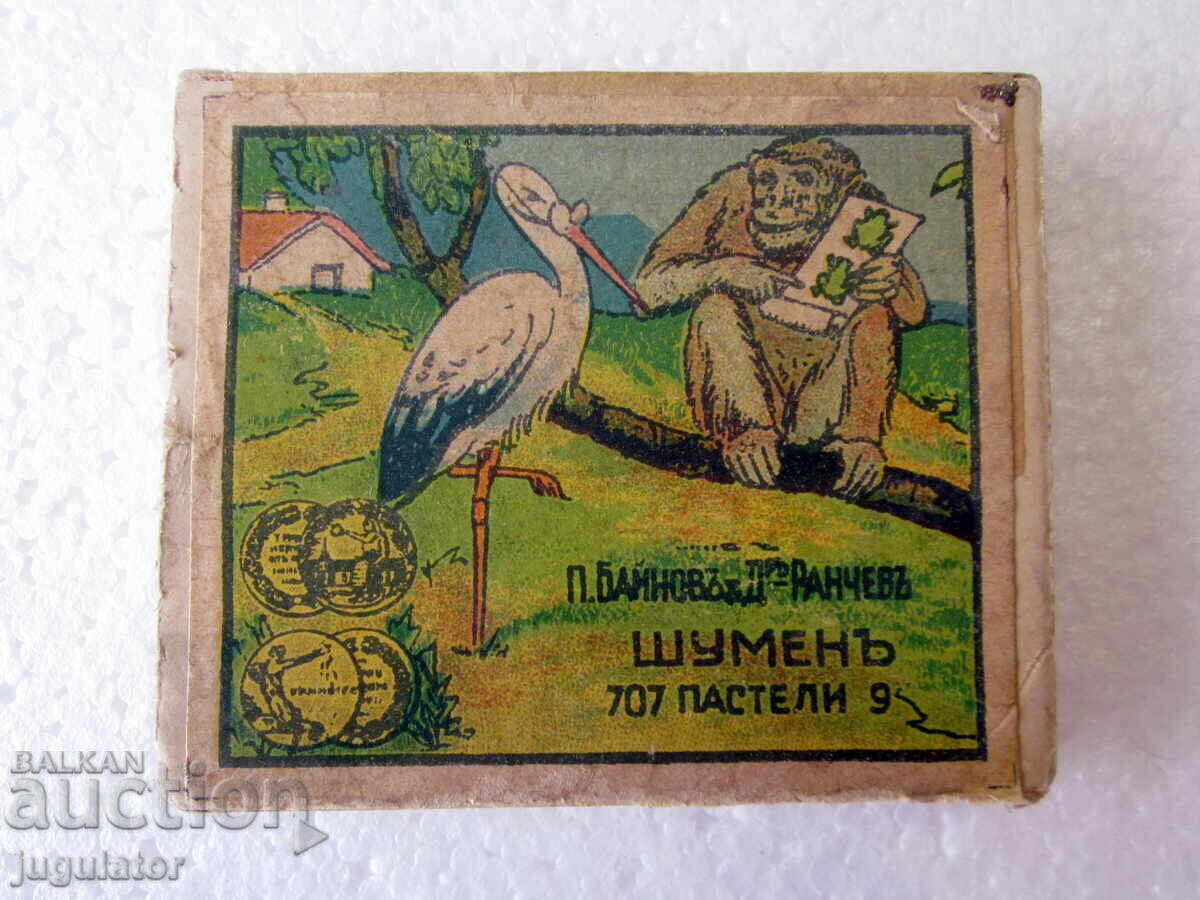 П. БАЙНОВЪ & Д-РЪ РАНЧЕВЪ
ШУМЕНЪ
707 ПАСТЕЛИ 9
BALKAN
auction
jugulator